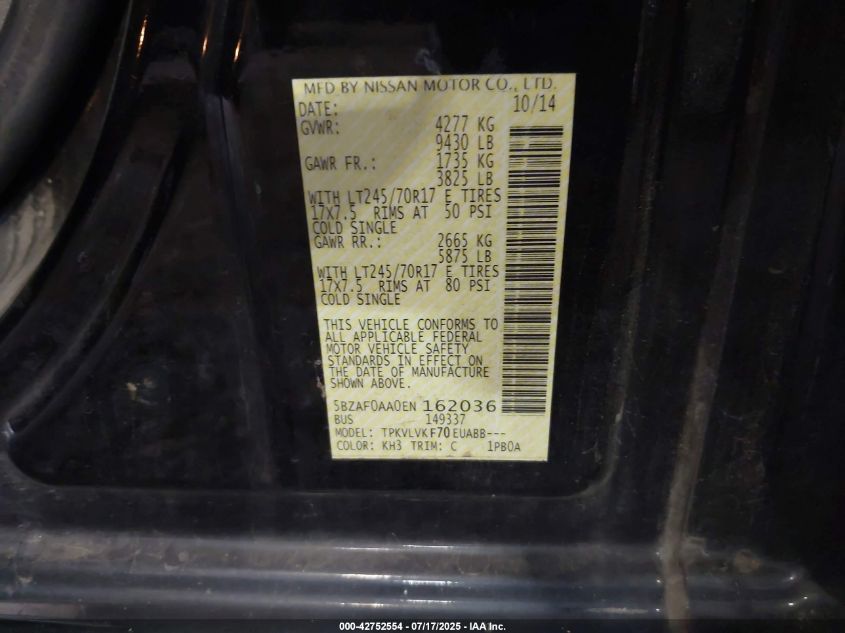 MFD BY NISSAN MOTOR CO., LTD.
DATE: 10/14
GVWR: 4277 KG
9430 LB
GAWR FR.: 1735 KG
3825 LB
WITH LT245/70R17 E TIRES
17X7.5 RIMS AT 50 PSI
COLD SINGLE
GAWR RR.: 2665 KG
5875 LB
WITH LT245/70R17 E TIRES
17X7.5 RIMS AT 80 PSI
COLD SINGLE
THIS VEHICLE CONFORMS TO
ALL APPLICABLE FEDERAL
MOTOR VEHICLE SAFETY
STANDARDS IN EFFECT ON
THE DATE OF MANUFACTURE
SHOWN ABOVE.
5BZAF0AA0EN 162036
BUS 149337
MODEL: TPKVLVKF70EUABB---
COLOR: KH3 TRIM: C 1PB0A
000-42752554 - 07/17/2025 - IAA Inc.